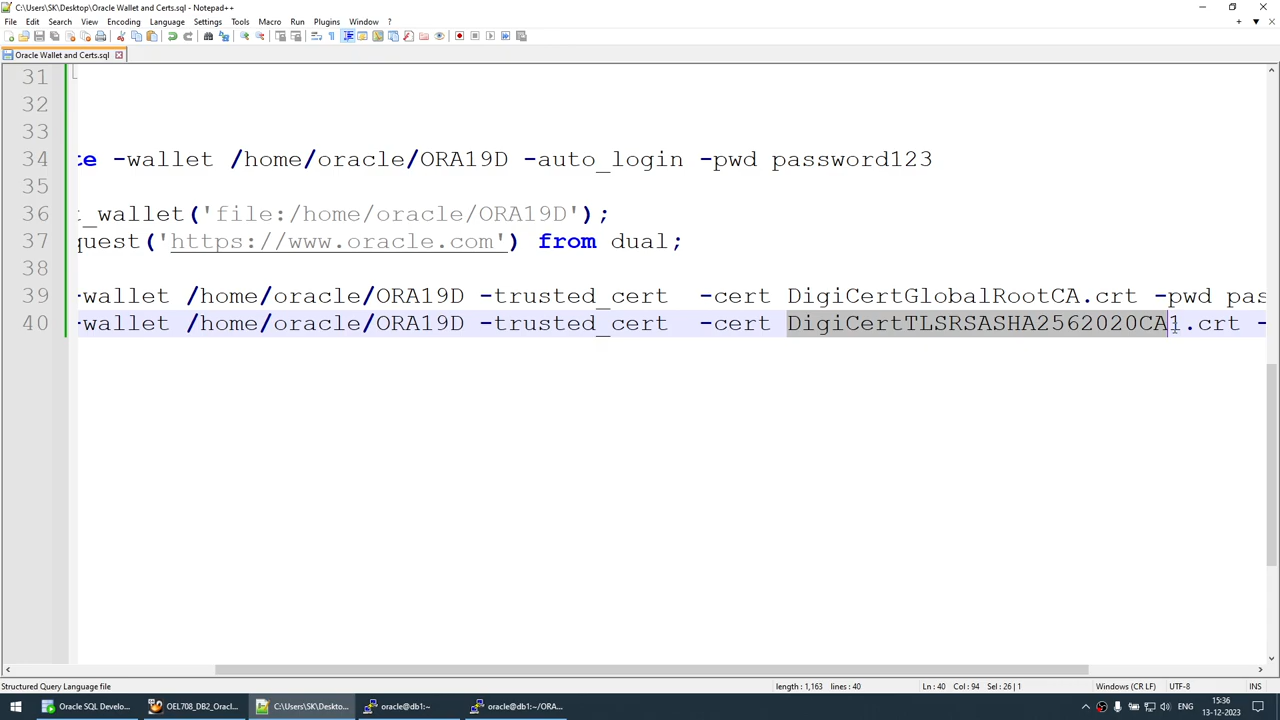 C:\Users\SK\Desktop\Oracle Wallet and Certs.sql - Notepad++
File Edit Search View Encoding Language Settings Tools Macro Run Plugins Window ?
Oracle Wallet and Certs.sql
31
32
33
34 te -wallet /home/oracle/ORA19D -auto_login -pwd password123
35
36 t_wallet('file:/home/oracle/ORA19D');
37 quest('https://www.oracle.com') from dual;
38
39 -wallet /home/oracle/ORA19D -trusted_cert -cert DigiCertGlobalRootCA.crt -pwd pas
40 -wallet /home/oracle/ORA19D -trusted_cert -cert DigiCertTLSRSASHA2562020CA1.crt -
Structured Query Language file length : 1,163 lines : 40 Ln : 40 Col : 94 Sel : 26 | 1 Windows (CR LF) UTF-8 INS
Oracle SQL Develo... OEL708_DB2_Oracl... C:\Users\SK\Deskto... oracle@db1:~ oracle@db1:~/ORA... 15:36
13-12-2023